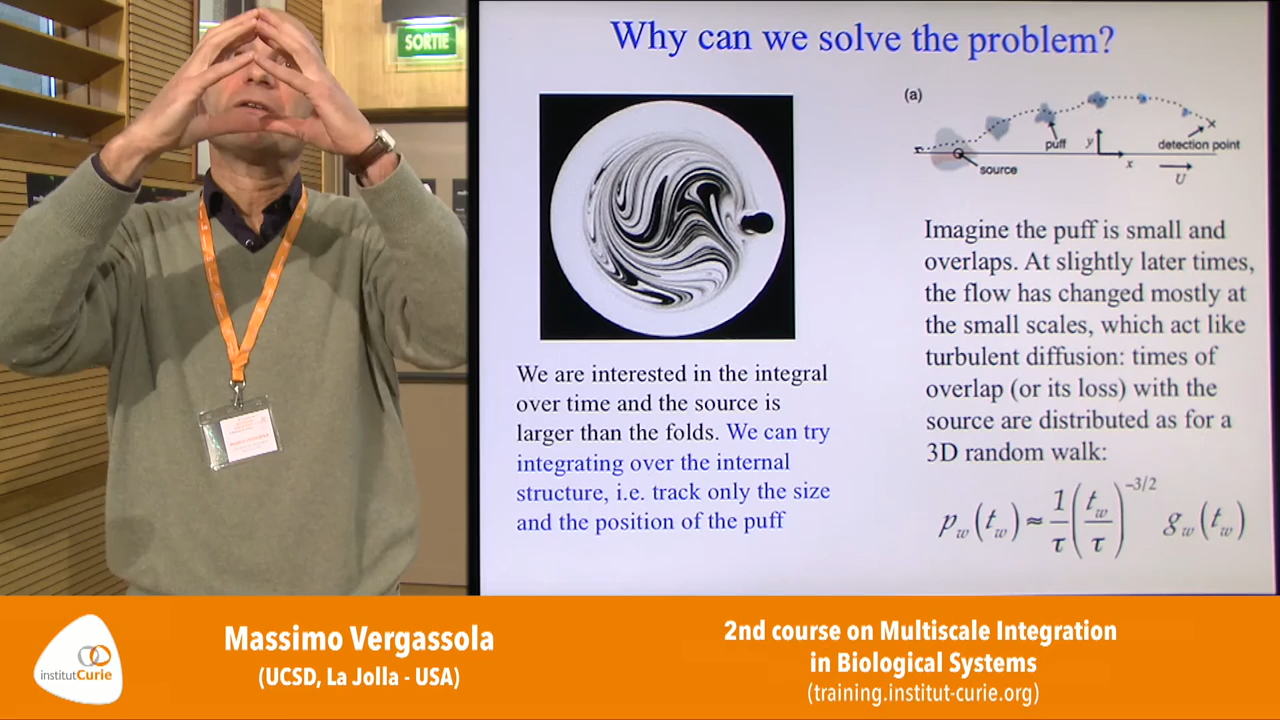 SORTIE
Why can we solve the problem?
(a)
puff
y
x
detection point
source
U
We are interested in the integral
over time and the source is
larger than the folds. We can try
integrating over the internal
structure, i.e. track only the size
and the position of the puff
Imagine the puff is small and
overlaps. At slightly later times,
the flow has changed mostly at
the small scales, which act like
turbulent diffusion: times of
overlap (or its loss) with the
source are distributed as for a
3D random walk:
p_w(t_w) ≈ 1/τ (t_w/τ)^{-3/2} g_w(t_w)
institutCurie
Massimo Vergassola
(UCSD, La Jolla - USA)
2nd course on Multiscale Integration
in Biological Systems
(training.institut-curie.org)